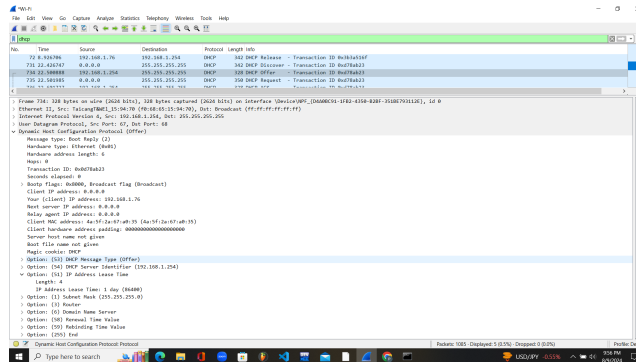 *Wi-Fi
File Edit View Go Capture Analyze Statistics Telephony Wireless Tools Help
dhcp
No. Time Source Destination Protocol Length Info
72 8.926706 192.168.1.76 192.168.1.254 DHCP 342 DHCP Release - Transaction ID 0x3b3a516f
731 22.426747 0.0.0.0 255.255.255.255 DHCP 342 DHCP Discover - Transaction ID 0xd78ab23
734 22.500888 192.168.1.254 255.255.255.255 DHCP 328 DHCP Offer - Transaction ID 0xd78ab23
735 22.501985 0.0.0.0 255.255.255.255 DHCP 350 DHCP Request - Transaction ID 0xd78ab23
Frame 734: 328 bytes on wire (2624 bits), 328 bytes captured (2624 bits) on interface id 0
Ethernet II, Src: (f0:68:65:15:94:70), Dst: Broadcast (ff:ff:ff:ff:ff:ff)
Internet Protocol Version 4, Src: 192.168.1.254, Dst: 255.255.255.255
User Datagram Protocol, Src Port: 67, Dst Port: 68
Dynamic Host Configuration Protocol (Offer)
Message type: Boot Reply (2)
Hardware type: Ethernet (0x01)
Hardware address length: 6
Hops: 0
Transaction ID: 0x0d78ab23
Seconds elapsed: 0
Bootp flags: 0x8000, Broadcast flag (Broadcast)
Client IP address: 0.0.0.0
Your (client) IP address: 192.168.1.76
Next server IP address: 0.0.0.0
Relay agent IP address: 0.0.0.0
Client MAC address: 4a:5f:2a:67:a0:35 (4a:5f:2a:67:a0:35)
Client hardware address padding: 00000000000000000000
Server host name not given
Boot file name not given
Magic cookie: DHCP
Option: (53) DHCP Message Type (Offer)
Option: (54) DHCP Server Identifier (192.168.1.254)
Option: (51) IP Address Lease Time
Length: 4
IP Address Lease Time: 1 day (86400)
Option: (1) Subnet Mask (255.255.255.0)
Option: (3) Router
Option: (6) Domain Name Server
Option: (58) Renewal Time Value
Option: (59) Rebinding Time Value
Option: (255) End
Dynamic Host Configuration Protocol: Protocol Packets: 1085 · Displayed: 5 (0.5%) · Dropped: 0 (0.0%) Profile: De
Type here to search USD/JPY -0.55% 9:56 PM
8/9/2024